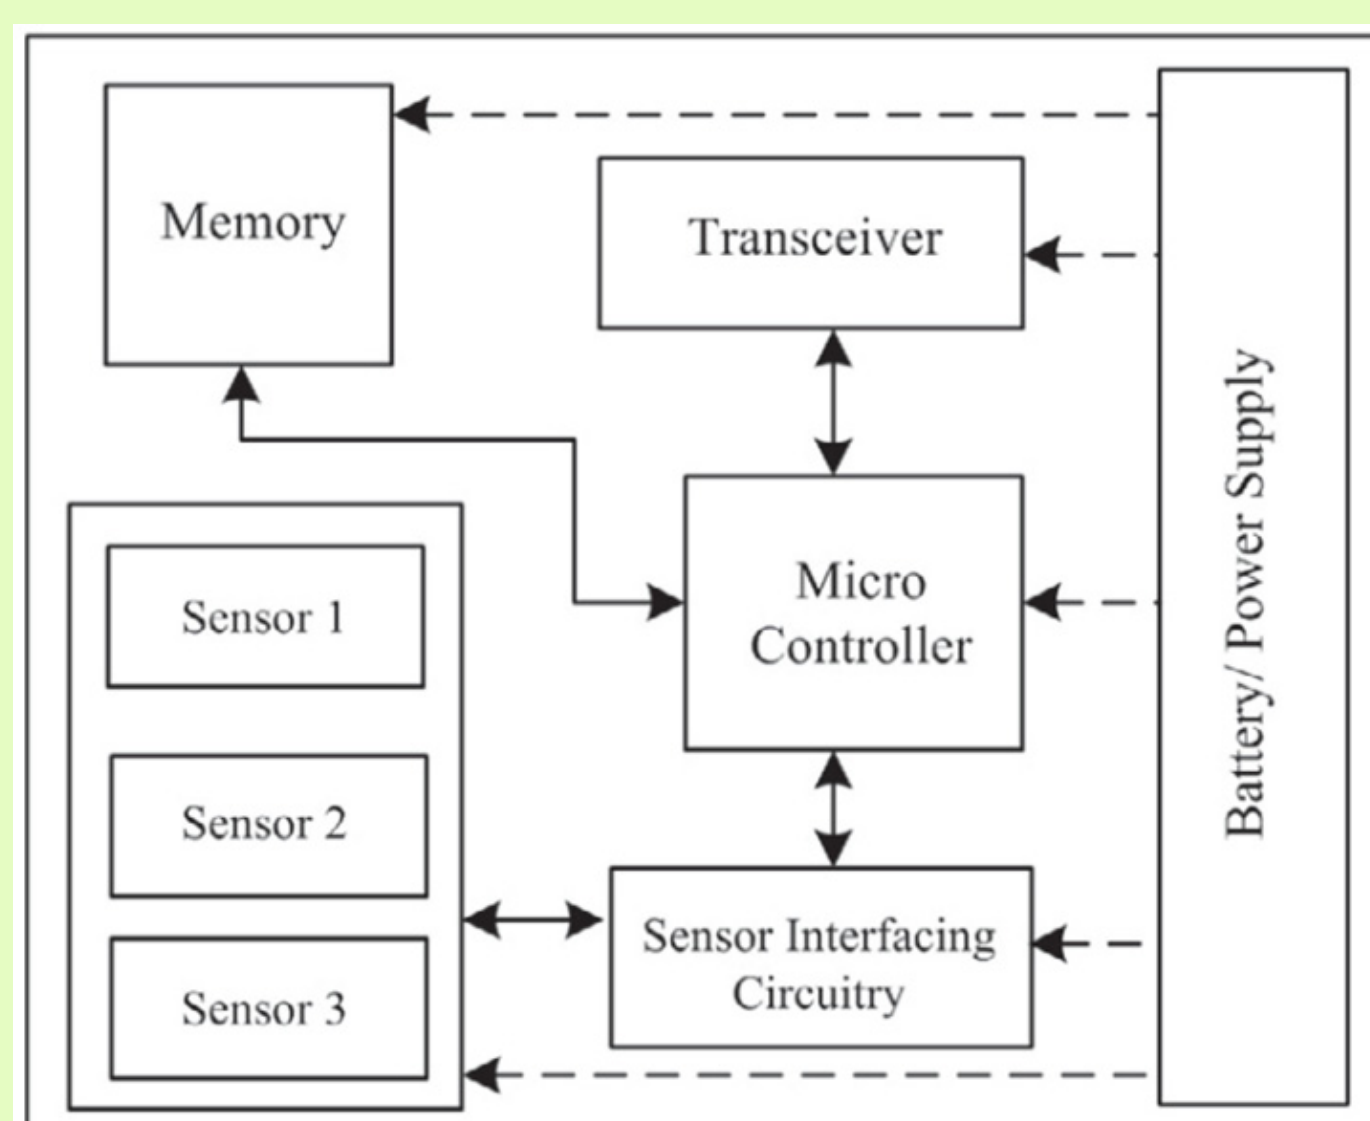 Memory
Transceiver
Micro
Controller
Sensor 1
Sensor 2
Sensor 3
Sensor Interfacing
Circuitry
Battery/ Power Supply